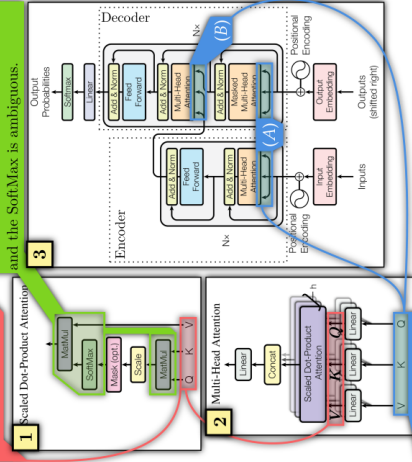 and the SoftMax is ambiguous.
3
Decoder
Encoder
Output
Probabilities
Softmax
Linear
Add & Norm
Feed
Forward
Add & Norm
Multi-Head
Attention
Add & Norm
Masked
Multi-Head
Attention
N×
(B)
Positional
Encoding
Output
Embedding
Outputs
(shifted right)
Add & Norm
Feed
Forward
Add & Norm
Multi-Head
Attention
N×
(A)
Positional
Encoding
Input
Embedding
Inputs
1
Scaled Dot-Product Attention
MatMul
SoftMax
Mask (opt.)
Scale
MatMul
Q K V
2
Multi-Head Attention
Linear
Concat
Scaled Dot-Product
Attention
h
V K Q
Linear Linear Linear
V K Q